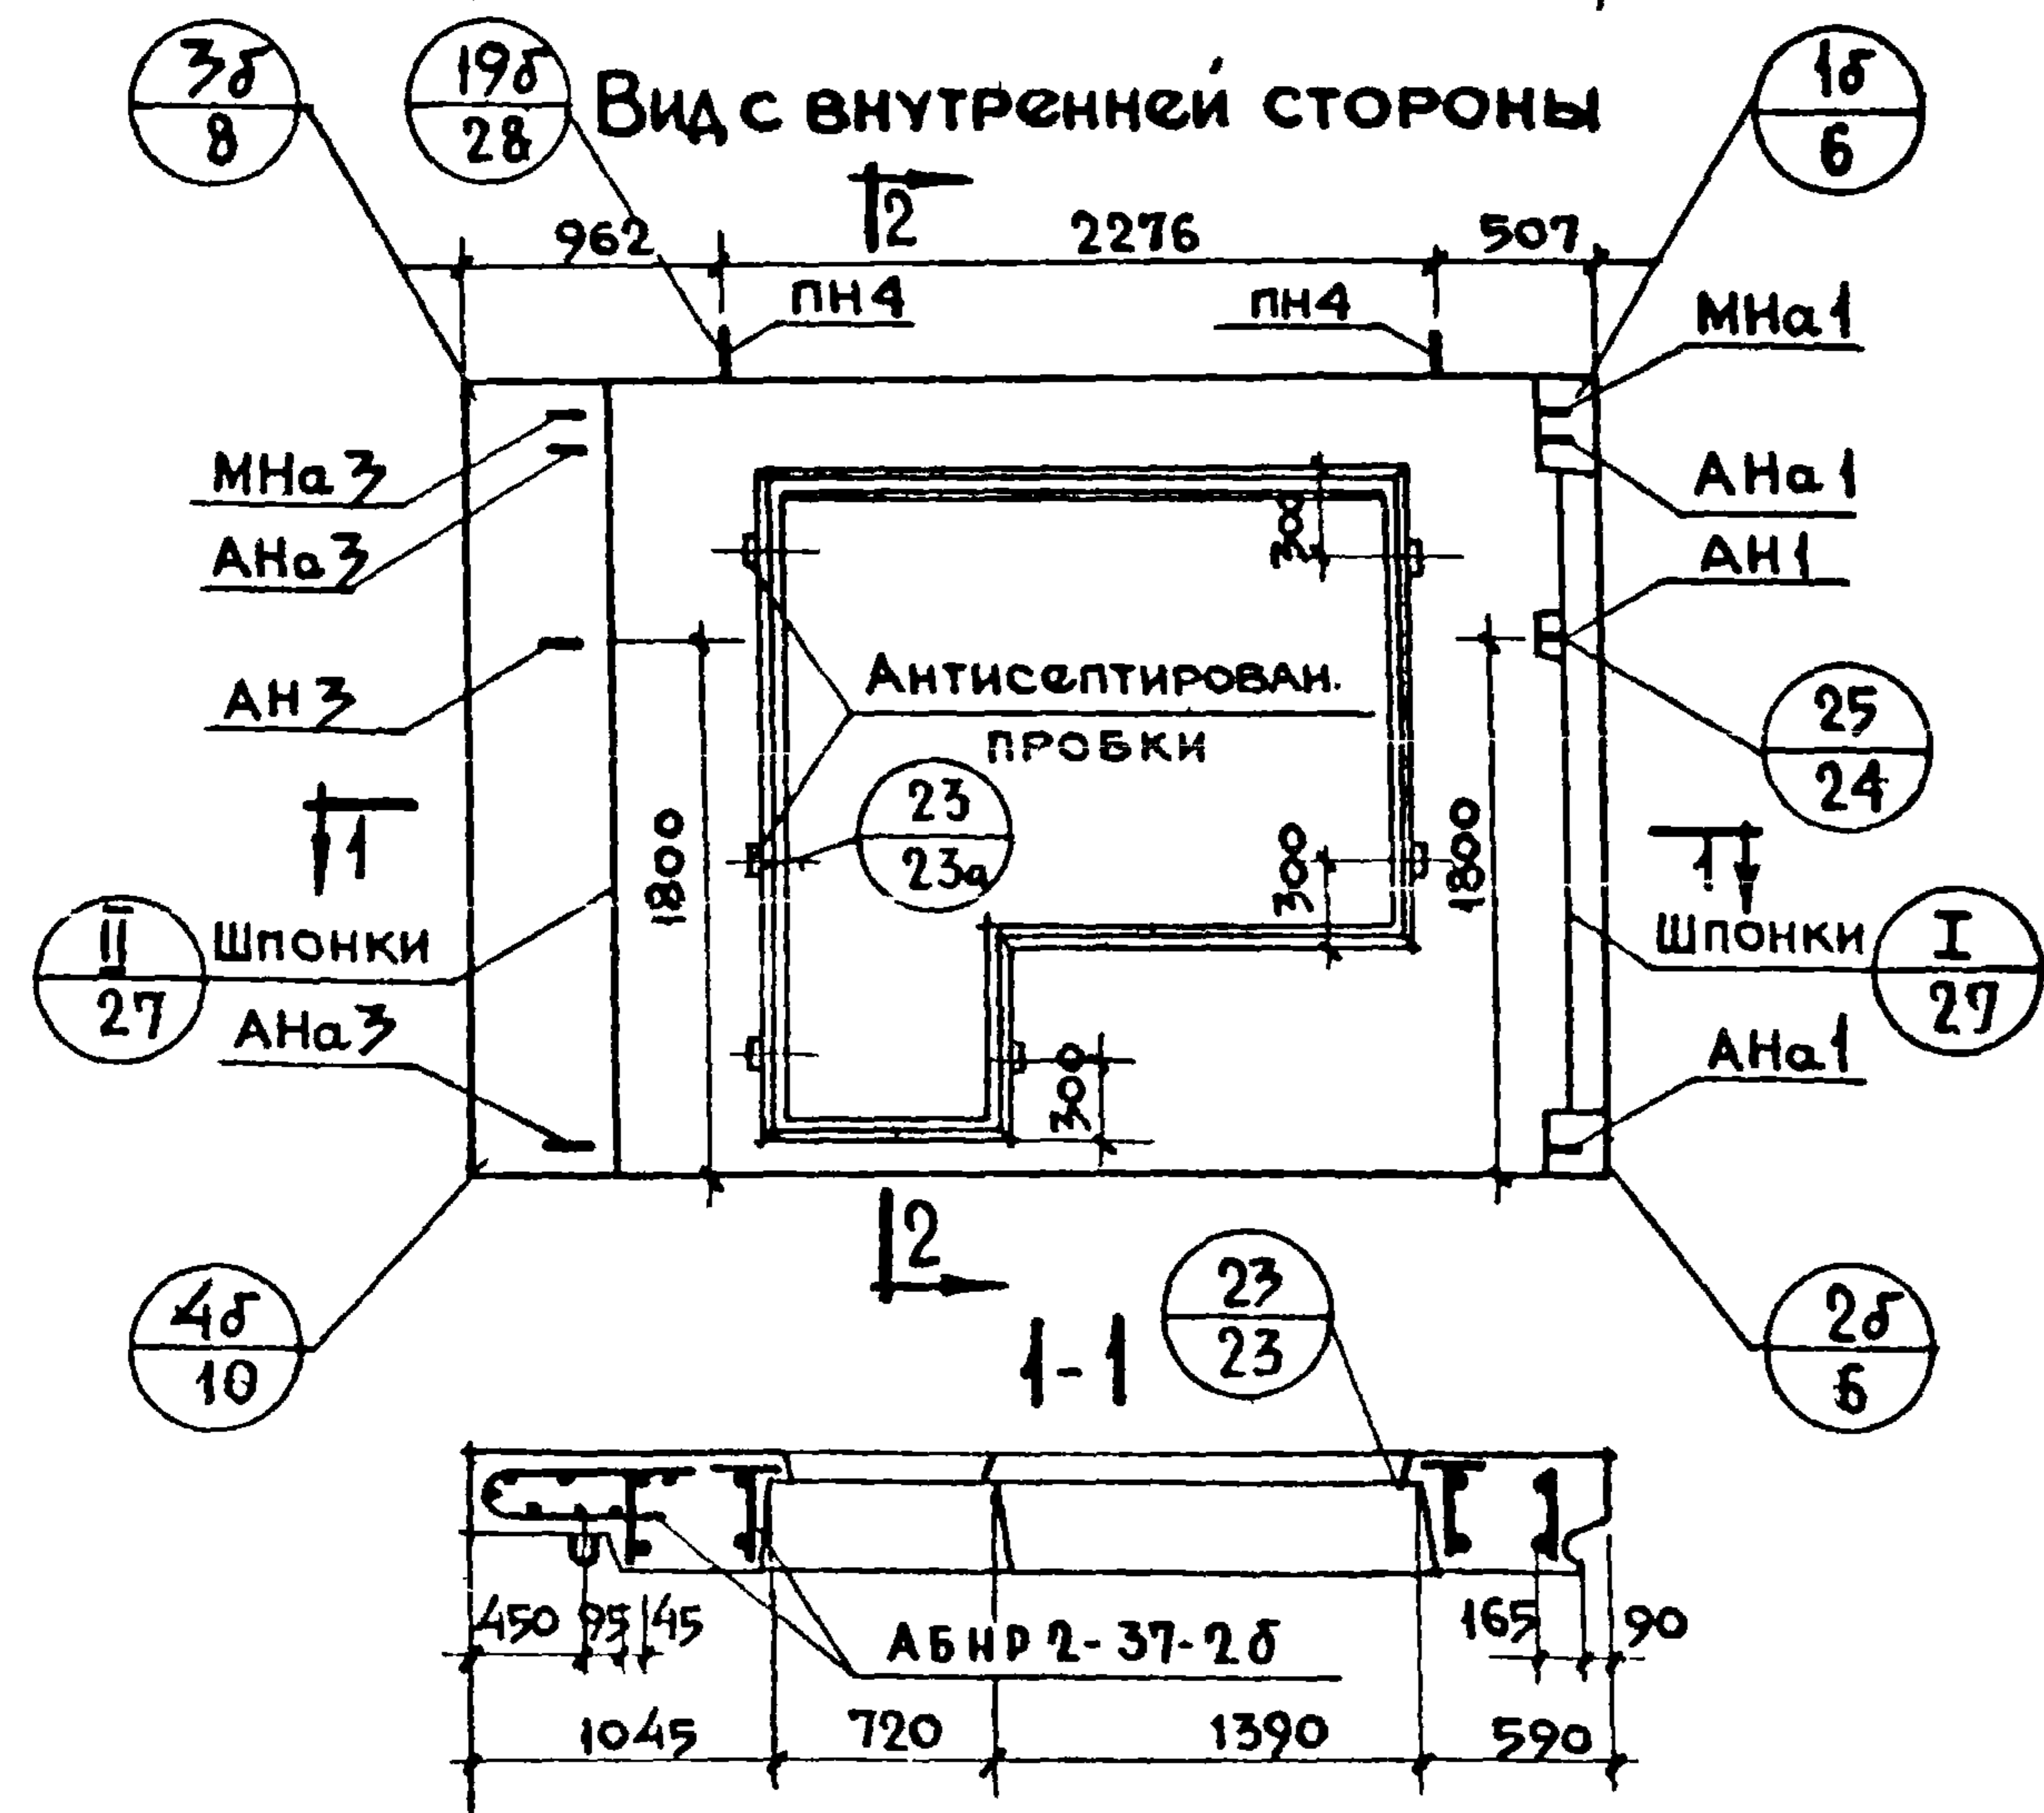 3б
8
19б
28
Вид с внутренней стороны
1б
6
2
962
2276
507
ПН4
ПН4
МНа1
МНа3
АНа1
АНа3
300
АН1
АН3
Антисептирован.
пробки
25
24
23
23а
1
1800
300
1800
1
II
27
Шпонки
Шпонки
I
27
АНа3
300
АНа1
2
4б
10
23
23
2б
6
1-1
450
95
45
АБНР2-37-2б
165
90
1045
720
1390
590